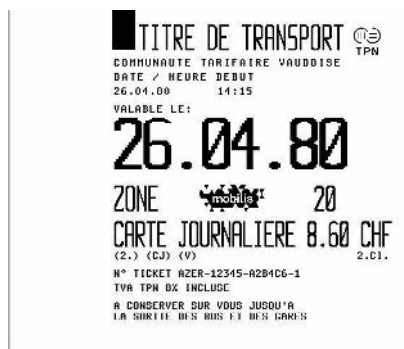 TITRE DE TRANSPORT
TPN
COMMUNAUTE TARIFAIRE VAUDOISE
DATE / HEURE DEBUT
26.04.80 14:15
VALABLE LE:
26.04.80
ZONE mobilis 20
CARTE JOURNALIERE 8.60 CHF
(2.) (CJ) (V) 2.Cl.
N° TICKET AZER-12345-A2B4C6-1
TVA TPN 0% INCLUSE
A CONSERVER SUR VOUS JUSQU'A
LA SORTIE DES BUS ET DES GARES